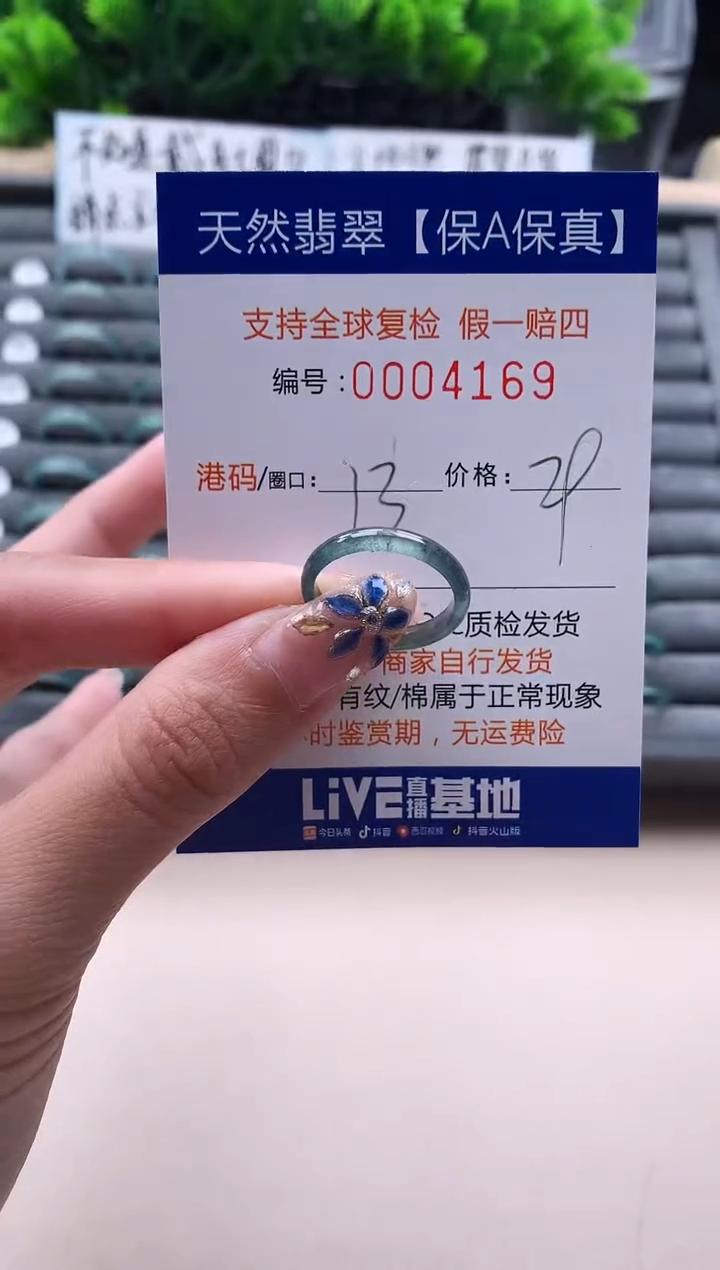 天然翡翠【保A保真】
支持全球复检 假一赔四
编号:0004169
港码/圈口: 13 价格: 29
质检发货
商家自行发货
有纹/棉属于正常现象
时鉴赏期，无运费险
LiVE直播基地
今日头条 抖音 西瓜视频 抖音火山版